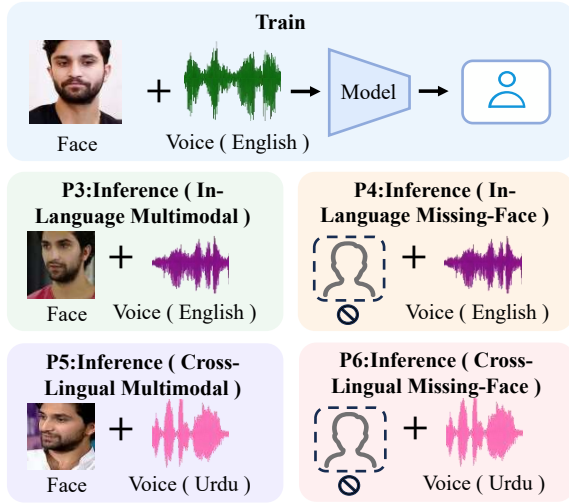 Train
Face
Voice ( English )
Model
P3:Inference ( In-
Language Multimodal )
Face
Voice ( English )
P4:Inference ( In-
Language Missing-Face )
Voice ( English )
P5:Inference ( Cross-
Lingual Multimodal )
Face
Voice ( Urdu )
P6:Inference ( Cross-
Lingual Missing-Face )
Voice ( Urdu )